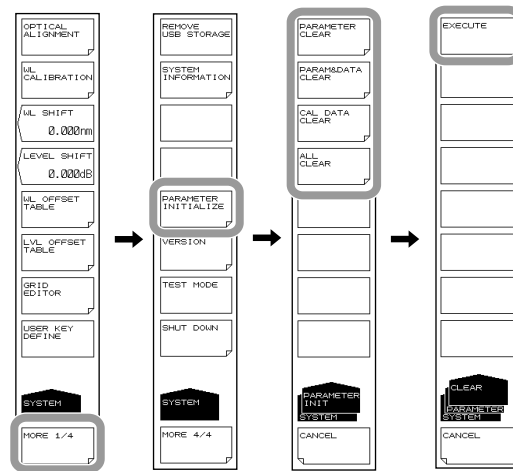 OPTICAL
ALIGNMENT
WL
CALIBRATION
WL SHIFT
0.000nm
LEVEL SHIFT
0.000dB
WL OFFSET
TABLE
LVL OFFSET
TABLE
GRID
EDITOR
USER KEY
DEFINE
SYSTEM
MORE 1/4
REMOVE
USB STORAGE
SYSTEM
INFORMATION
PARAMETER
INITIALIZE
VERSION
TEST MODE
SHUT DOWN
SYSTEM
MORE 4/4
PARAMETER
CLEAR
PARAM&DATA
CLEAR
CAL DATA
CLEAR
ALL
CLEAR
PARAMETER
INIT
SYSTEM
CANCEL
EXECUTE
CLEAR
PARAMETER
SYSTEM
CANCEL